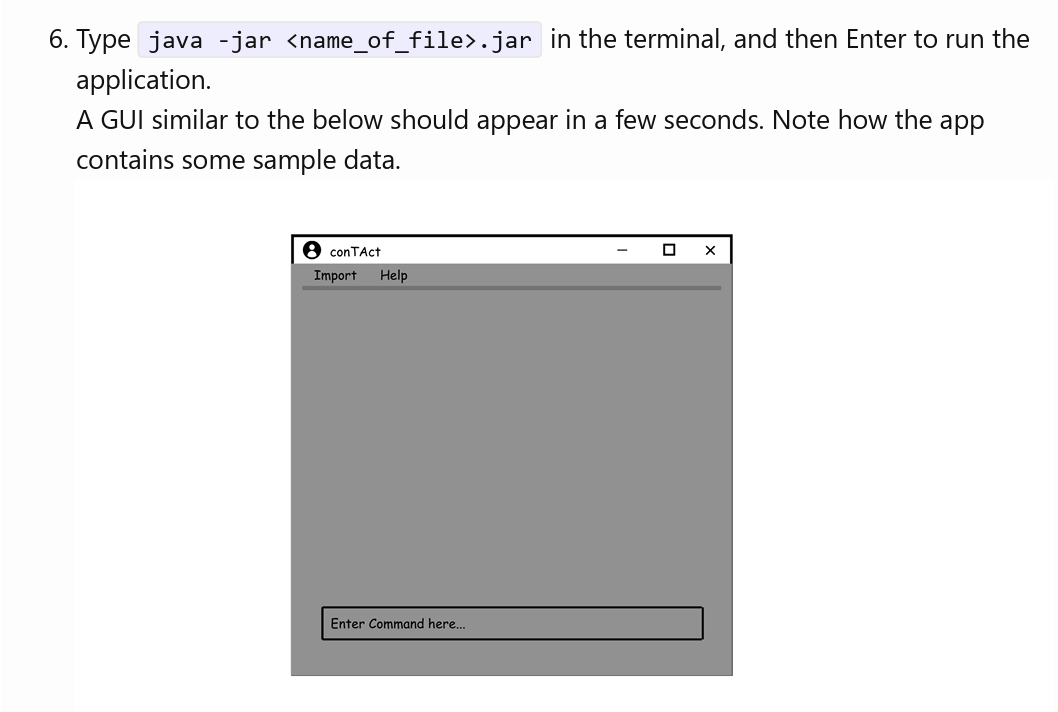 6. Type java -jar <name_of_file>.jar in the terminal, and then Enter to run the
application.
A GUI similar to the below should appear in a few seconds. Note how the app
contains some sample data.
conTAct
Import Help
Enter Command here...